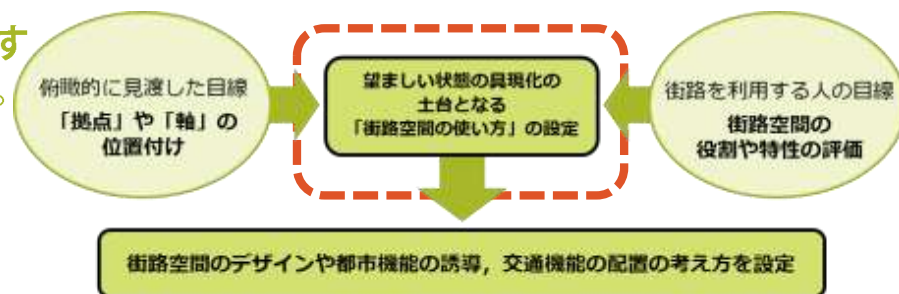 す
。
俯瞰的に見渡した目線
「拠点」や「軸」の
位置付け
望ましい状態の具現化の
土台となる
「街路空間の使い方」の設定
街路を利用する人の目線
街路空間の
役割や特性の評価
街路空間のデザインや都市機能の誘導，交通機能の配置の考え方を設定